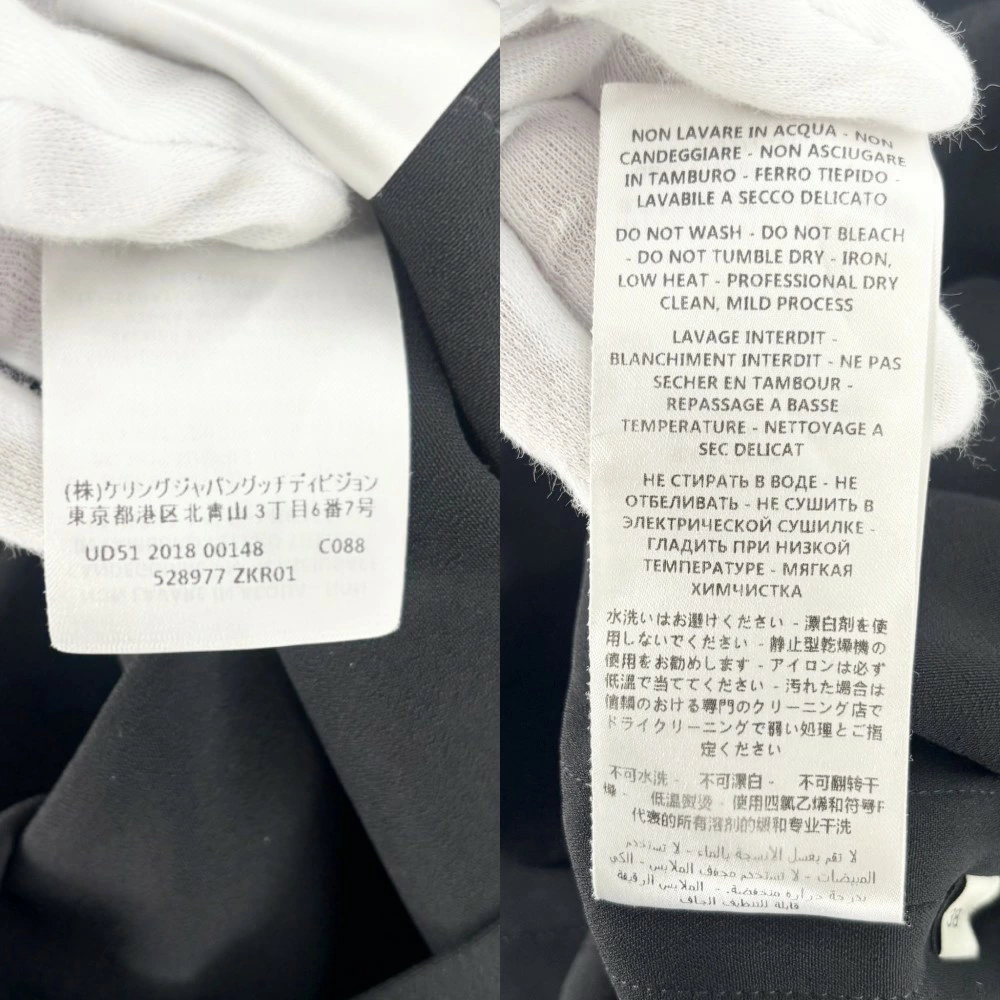 (株)ケリングジャパングッチディビジョン
東京都港区北青山3丁目6番7号
UD51 2018 00148 C088
528977 ZKR01
NON LAVARE IN ACQUA - NON
CANDEGGIARE - NON ASCIUGARE
IN TAMBURO - FERRO TIEPIDO -
LAVABILE A SECCO DELICATO
DO NOT WASH - DO NOT BLEACH
- DO NOT TUMBLE DRY - IRON,
LOW HEAT - PROFESSIONAL DRY
CLEAN, MILD PROCESS
LAVAGE INTERDIT -
BLANCHIMENT INTERDIT - NE PAS
SECHER EN TAMBOUR -
REPASSAGE A BASSE
TEMPERATURE - NETTOYAGE A
SEC DELICAT
НЕ СТИРАТЬ В ВОДЕ - НЕ
ОТБЕЛИВАТЬ - НЕ СУШИТЬ В
ЭЛЕКТРИЧЕСКОЙ СУШИЛКЕ -
ГЛАДИТЬ ПРИ НИЗКОЙ
ТЕМПЕРАТУРЕ - МЯГКАЯ
ХИМЧИСТКА
水洗いはお避けください - 漂白剤を使
用しないでください - 静止型乾燥機の
使用をお勧めします - アイロンは必ず
低温で当ててください - 汚れた場合は
信頼のおける専門のクリーニング店で
ドライクリーニングで弱い処理とご指
定ください
不可水洗 - 不可漂白 - 不可翻转干
燥 - 低温熨烫 - 使用四氯乙烯和符号F
代表的所有溶剂的缓和专业干洗